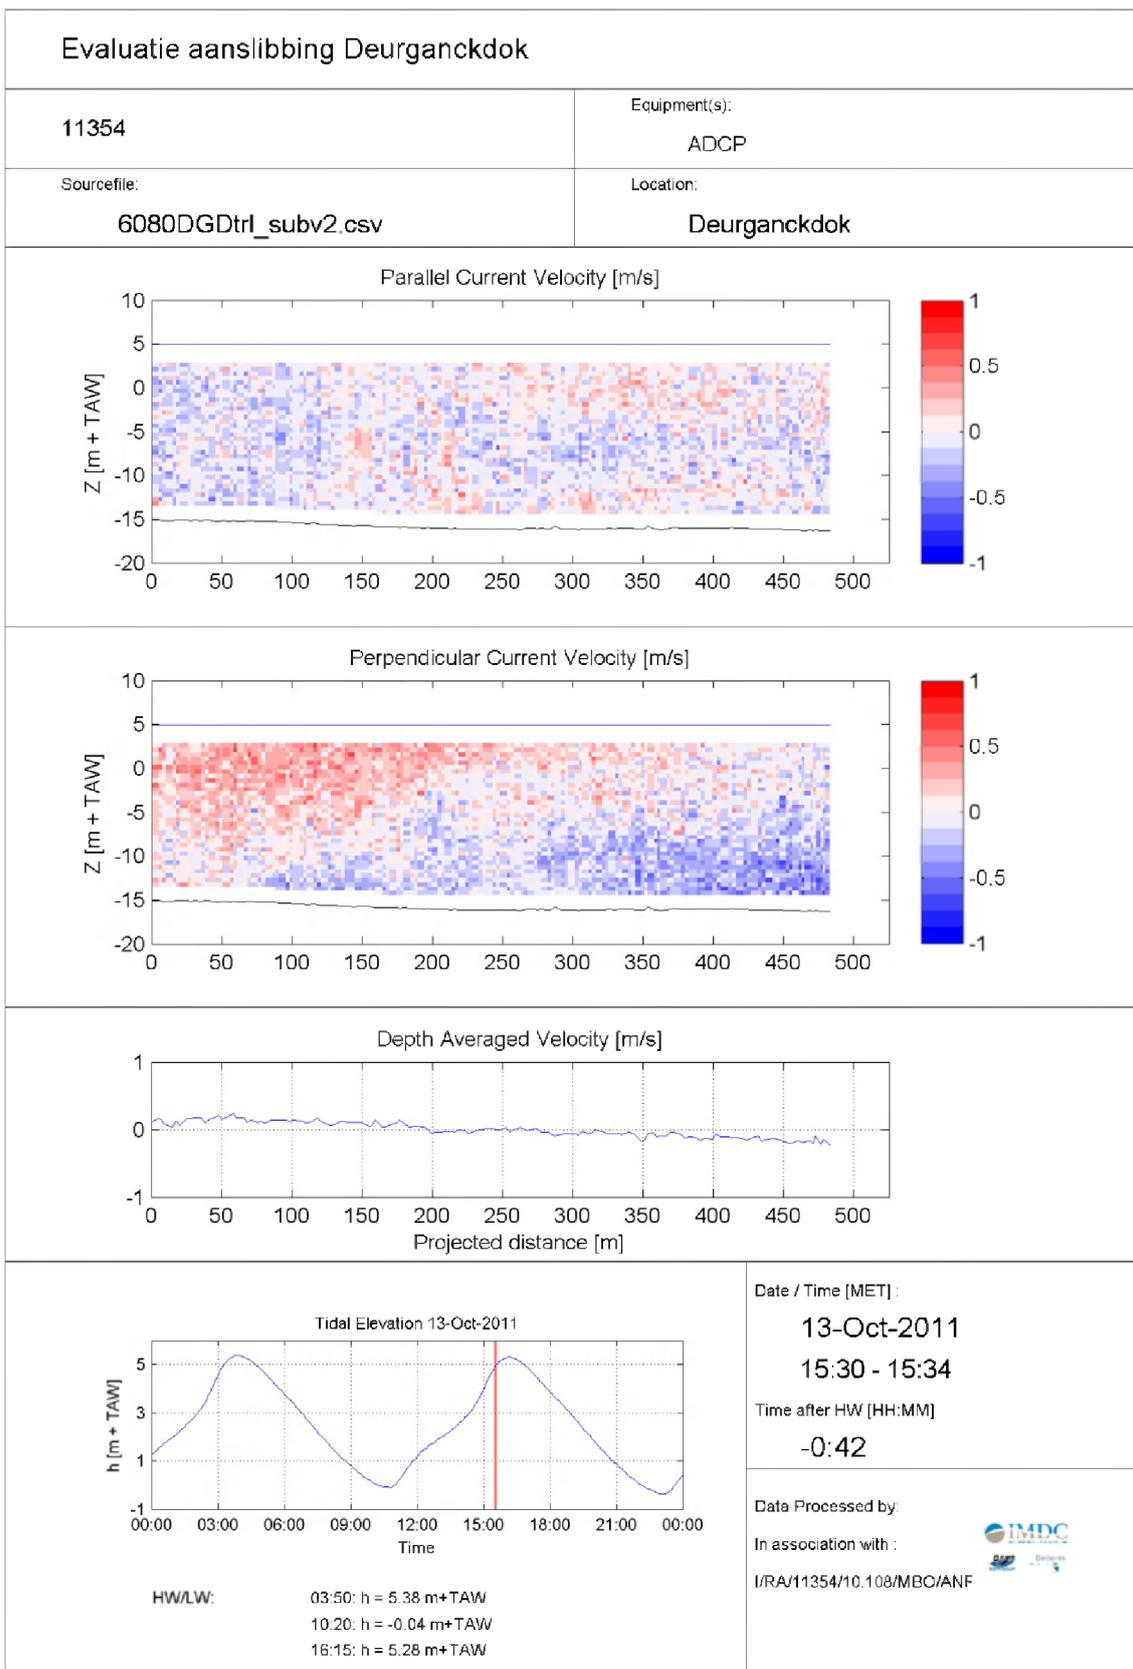 Evaluatie aanslibbing Deurganckdok
11354
Equipment(s):
ADCP
Sourcefile:
6080DGDtrl_subv2.csv
Location:
Deurganckdok
Parallel Current Velocity [m/s]
Z [m + TAW]
10
5
0
-5
-10
-15
-20
0 50 100 150 200 250 300 350 400 450 500
1
0.5
0
-0.5
-1
Perpendicular Current Velocity [m/s]
Z [m + TAW]
10
5
0
-5
-10
-15
-20
0 50 100 150 200 250 300 350 400 450 500
1
0.5
0
-0.5
-1
Depth Averaged Velocity [m/s]
1
0
-1
0 50 100 150 200 250 300 350 400 450 500
Projected distance [m]
Tidal Elevation 13-Oct-2011
h [m + TAW]
5
3
1
-1
00:00 03:00 06:00 09:00 12:00 15:00 18:00 21:00 00:00
Time
HW/LW:
03:50: h = 5.38 m+TAW
10:20: h = -0.04 m+TAW
16:15: h = 5.28 m+TAW
Date / Time [MET] :
13-Oct-2011
15:30 - 15:34
Time after HW [HH:MM]
-0:42
Data Processed by:
IMDC
In association with :
I/RA/11354/10.108/MBO/ANF